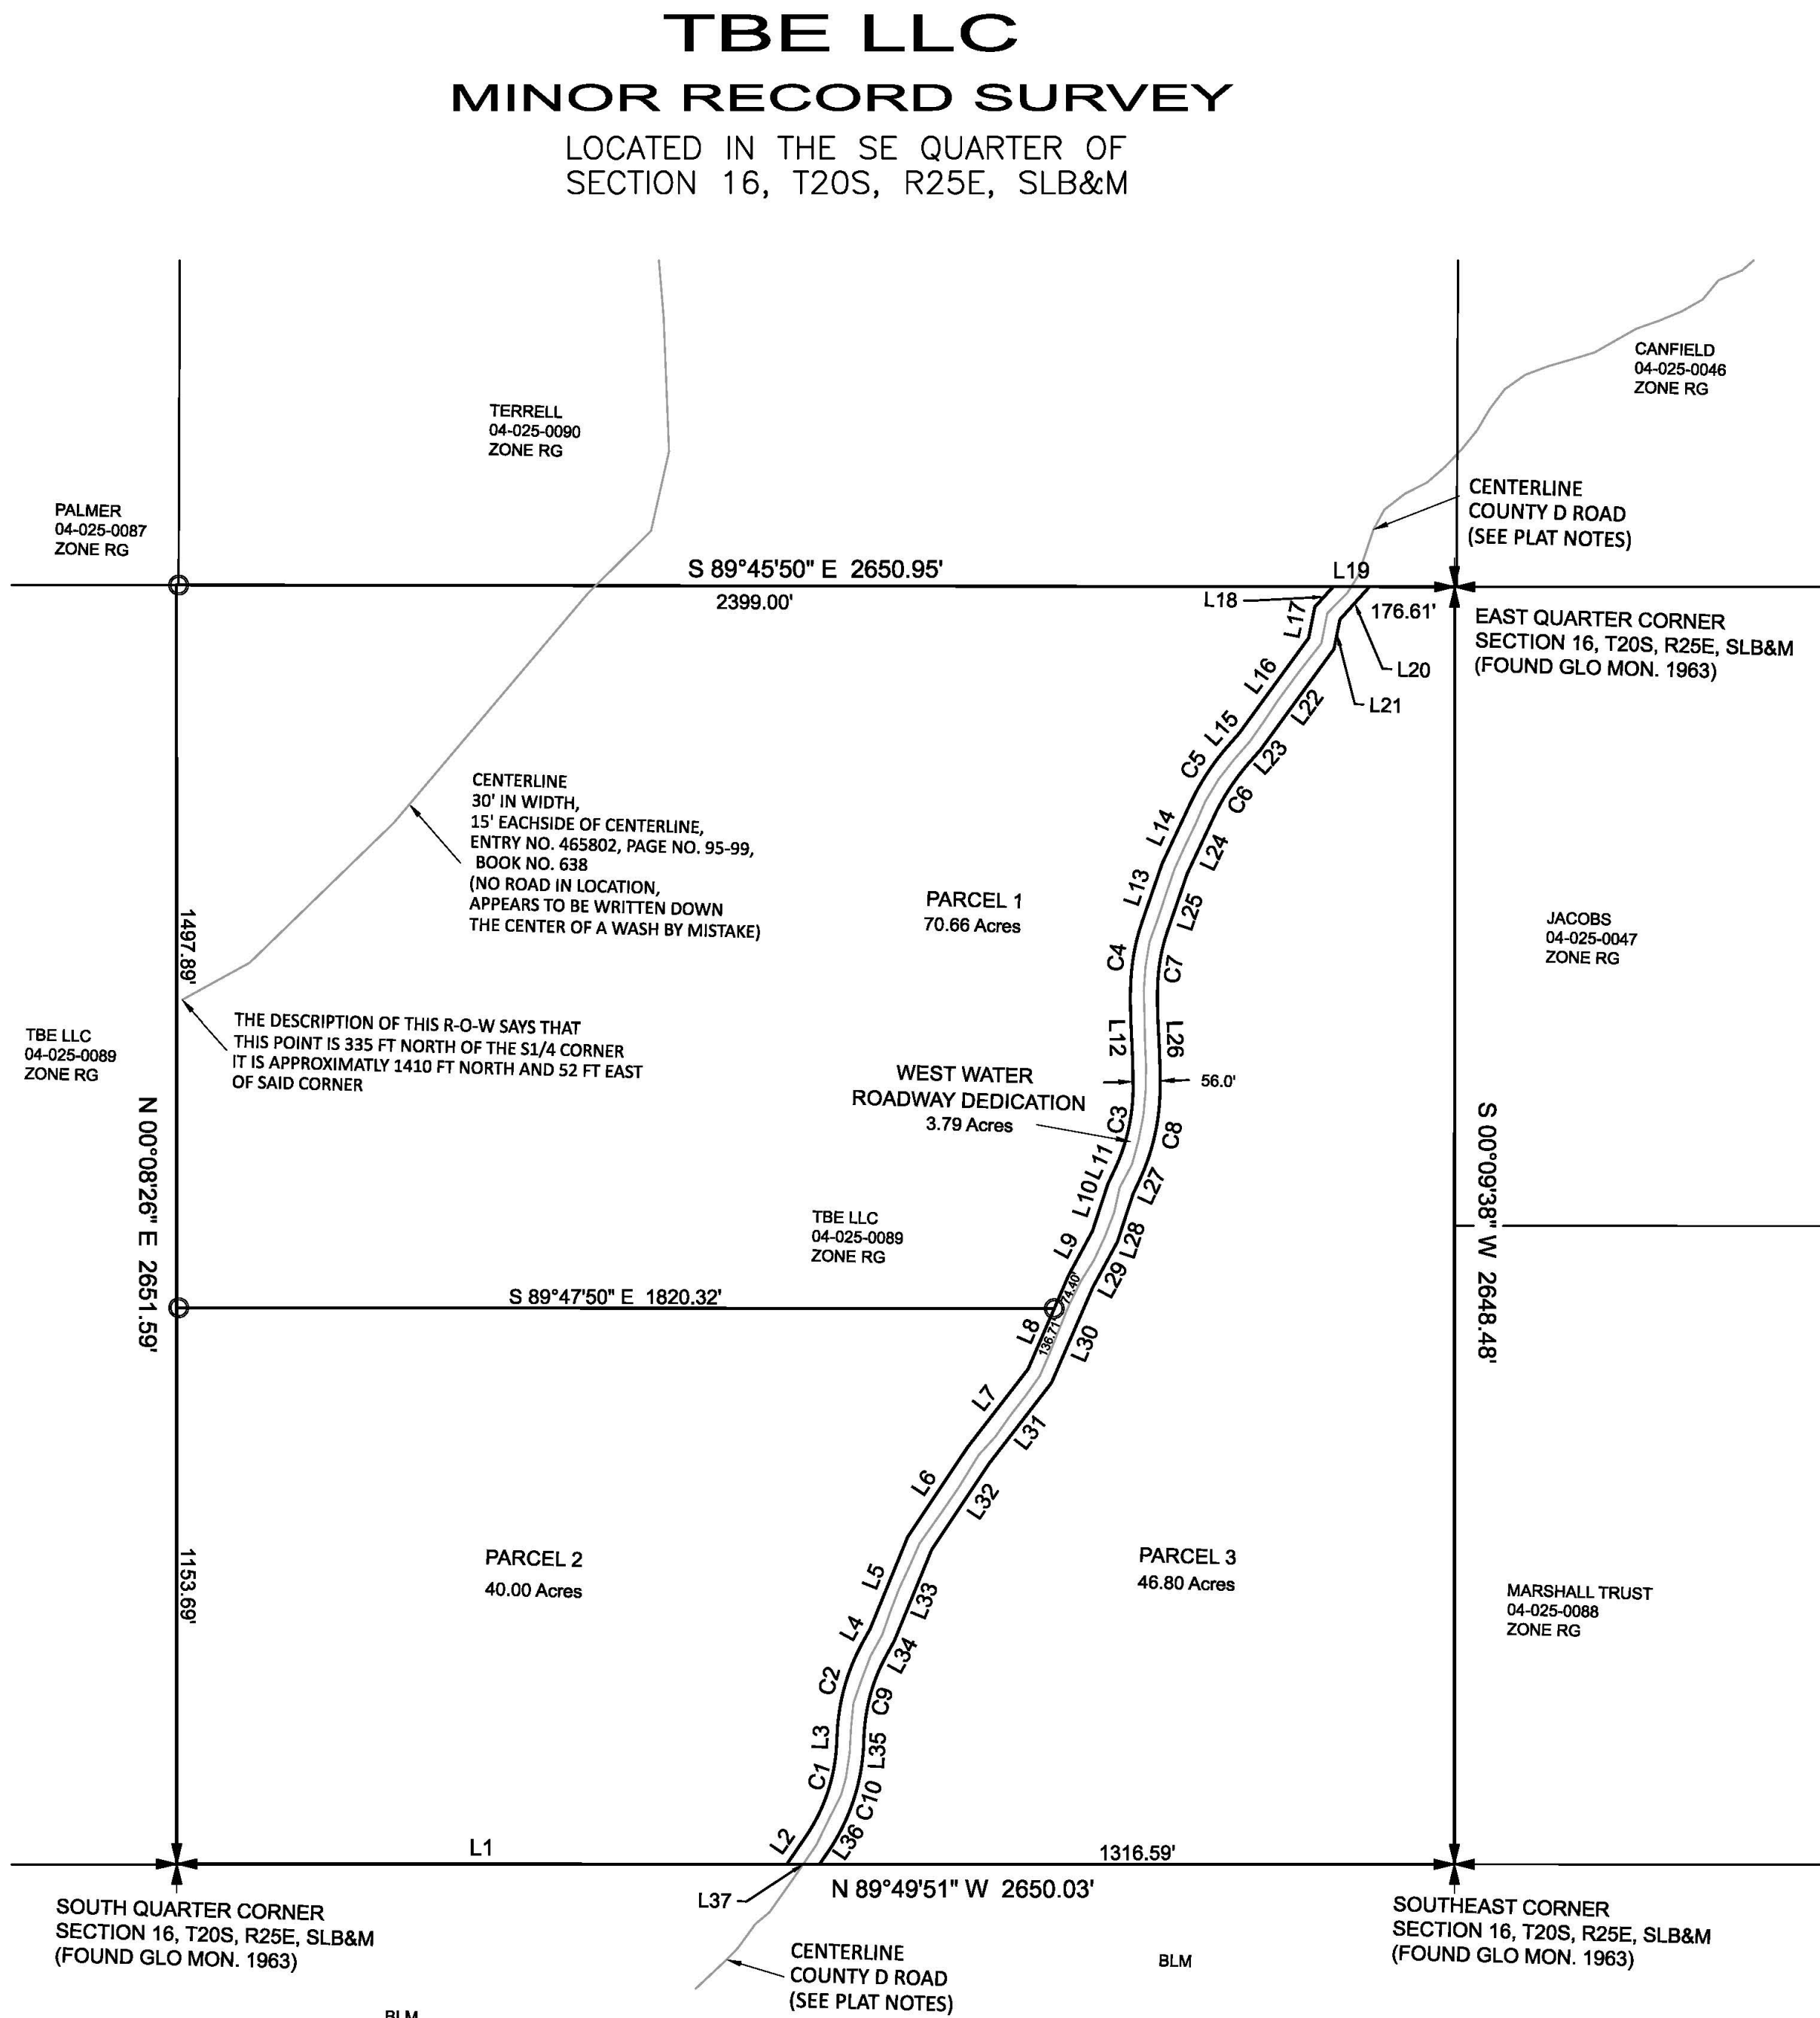 TBE LLC
MINOR RECORD SURVEY
LOCATED IN THE SE QUARTER OF
SECTION 16, T20S, R25E, SLB&M
CANFIELD
04-025-0046
ZONE RG
TERRELL
04-025-0090
ZONE RG
PALMER
04-025-0087
ZONE RG
CENTERLINE
COUNTY D ROAD
(SEE PLAT NOTES)
S 89°45'50" E 2650.95'
2399.00'
L19
L18
L17
176.61'
EAST QUARTER CORNER
SECTION 16, T20S, R25E, SLB&M
(FOUND GLO MON. 1963)
L20
L21
L16
L22
L15
L23
C5
C6
CENTERLINE
30' IN WIDTH,
15' EACHSIDE OF CENTERLINE,
ENTRY NO. 465802, PAGE NO. 95-99,
BOOK NO. 638
(NO ROAD IN LOCATION,
APPEARS TO BE WRITTEN DOWN
THE CENTER OF A WASH BY MISTAKE)
L14
L24
L13
L25
PARCEL 1
70.66 Acres
JACOBS
04-025-0047
ZONE RG
1497.89'
C4
C7
THE DESCRIPTION OF THIS R-O-W SAYS THAT
THIS POINT IS 335 FT NORTH OF THE S1/4 CORNER
IT IS APPROXIMATLY 1410 FT NORTH AND 52 FT EAST
OF SAID CORNER
TBE LLC
04-025-0089
ZONE RG
L12
L26
WEST WATER
ROADWAY DEDICATION
3.79 Acres
56.0'
C3
C8
N 00°08'26" E 2651.59'
S 00°09'38" W 2648.48'
L11
L10
L27
L28
L9
L29
TBE LLC
04-025-0089
ZONE RG
S 89°47'50" E 1820.32'
74.40'
136.71'
L8
L30
L7
L31
L6
L32
PARCEL 2
40.00 Acres
PARCEL 3
46.80 Acres
1153.69'
L5
L33
MARSHALL TRUST
04-025-0088
ZONE RG
L4
L34
C2
C9
L3
L35
C1
C10
L2
L36
L1
1316.59'
L37
N 89°49'51" W 2650.03'
SOUTH QUARTER CORNER
SECTION 16, T20S, R25E, SLB&M
(FOUND GLO MON. 1963)
SOUTHEAST CORNER
SECTION 16, T20S, R25E, SLB&M
(FOUND GLO MON. 1963)
CENTERLINE
COUNTY D ROAD
(SEE PLAT NOTES)
BLM
BLM